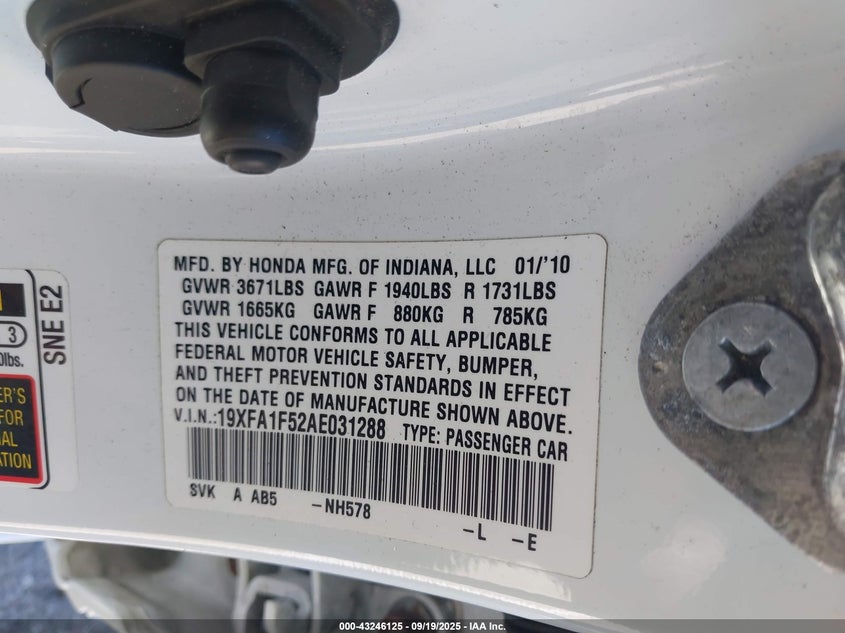 MFD. BY HONDA MFG. OF INDIANA, LLC 01/'10
GVWR 3671LBS GAWR F 1940LBS R 1731LBS
GVWR 1665KG GAWR F 880KG R 785KG
THIS VEHICLE CONFORMS TO ALL APPLICABLE
FEDERAL MOTOR VEHICLE SAFETY, BUMPER,
AND THEFT PREVENTION STANDARDS IN EFFECT
ON THE DATE OF MANUFACTURE SHOWN ABOVE.
V.I.N.:19XFA1F52AE031288 TYPE: PASSENGER CAR
SVK A AB5 -NH578 -L -E
SNE E2
3
0lbs.
ER'S
FOR
000-43246125 - 09/19/2025 - IAA Inc.